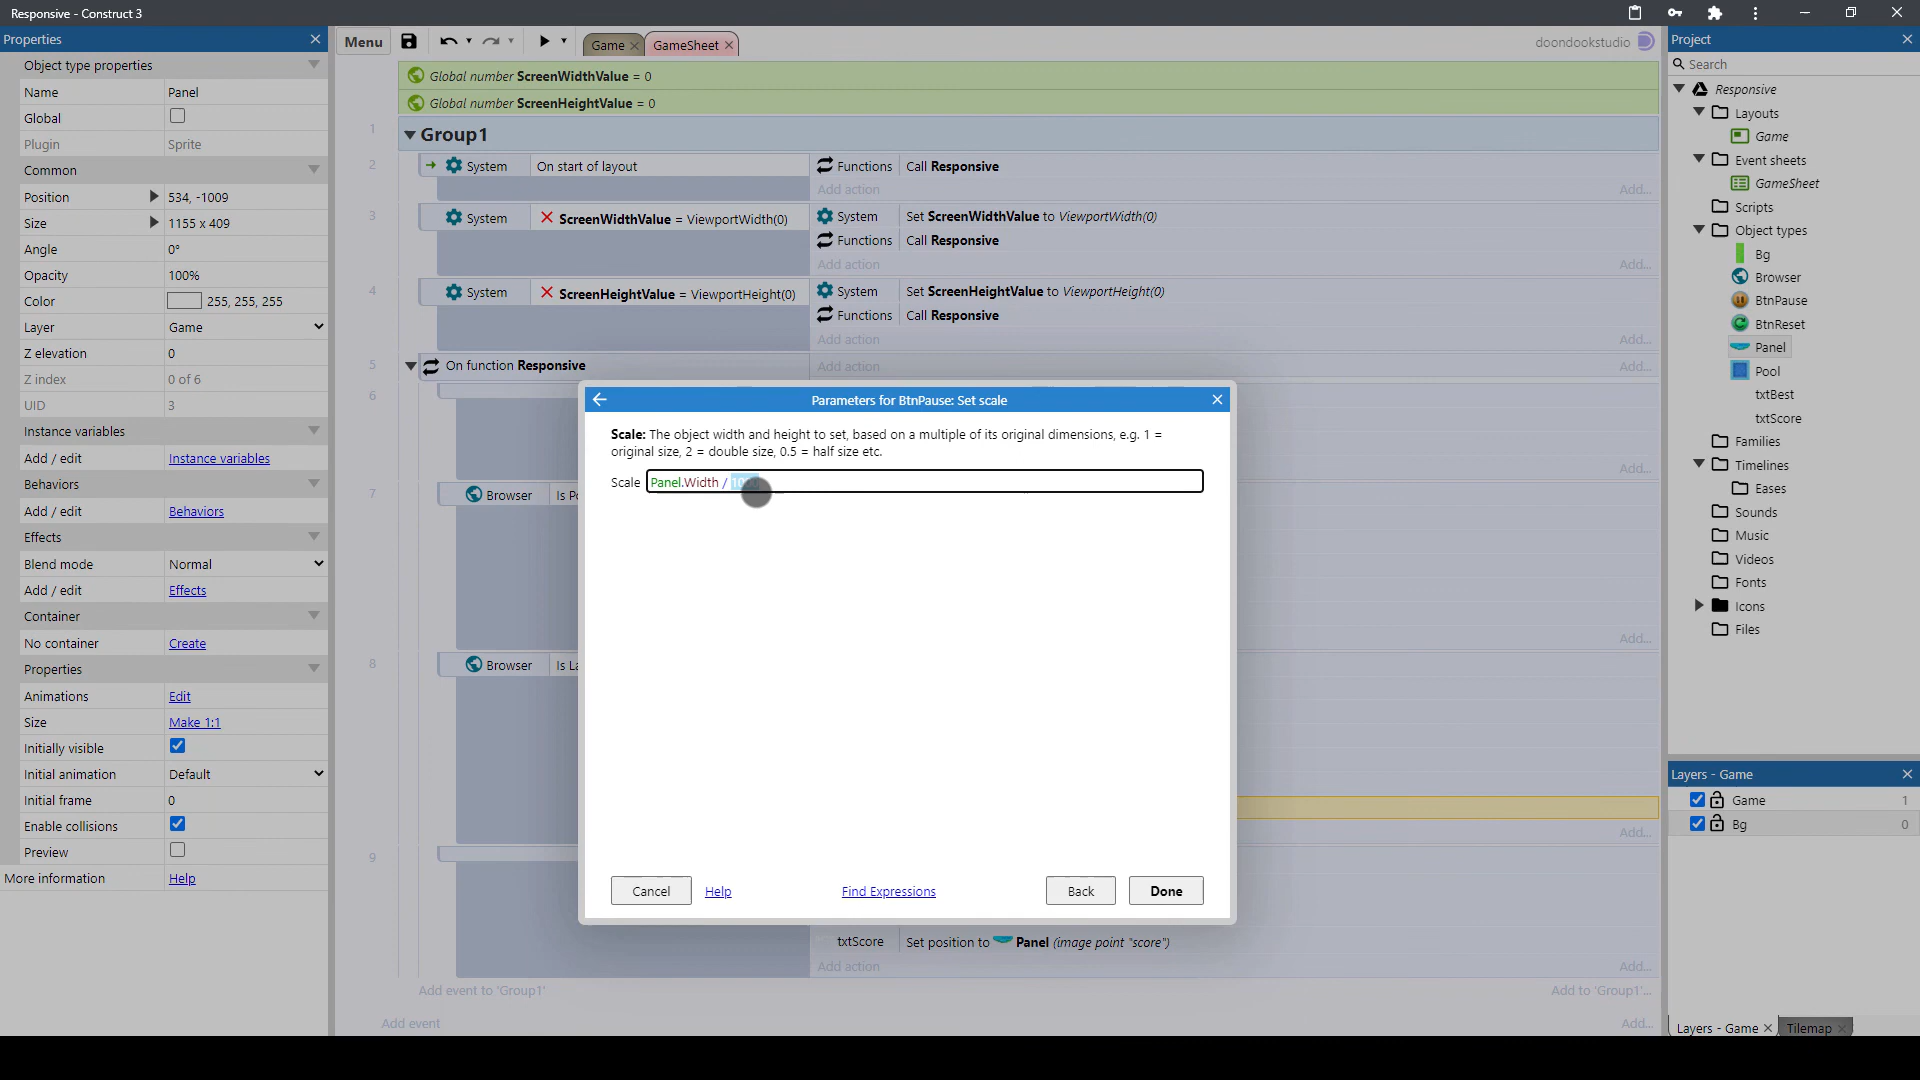 Responsive - Construct 3
Properties
Object type properties
Name Panel
Global
Plugin Sprite
Common
Position 534, -1009
Size 1155 x 409
Angle 0°
Opacity 100%
Color 255, 255, 255
Layer Game
Z elevation 0
Z index 0 of 6
UID 3
Instance variables
Add / edit Instance variables
Behaviors
Add / edit Behaviors
Effects
Blend mode Normal
Add / edit Effects
Container
No container Create
Properties
Animations Edit
Size Make 1:1
Initially visible
Initial animation Default
Initial frame 0
Enable collisions
Preview
More information Help
Menu
Game GameSheet
doondookstudio
Global number ScreenWidthValue = 0
Global number ScreenHeightValue = 0
1 Group1
2 System On start of layout Functions Call Responsive
Add action Add...
3 System ScreenWidthValue = ViewportWidth(0) System Set ScreenWidthValue to ViewportWidth(0)
Functions Call Responsive
Add action Add...
4 System ScreenHeightValue = ViewportHeight(0) System Set ScreenHeightValue to ViewportHeight(0)
Functions Call Responsive
Add action Add...
5 On function Responsive Add action Add...
6
Add...
7 Browser
Add...
8 Browser
Add...
9
txtScore Set position to Panel (image point "score")
Add action Add...
Add event to 'Group1' Add to 'Group1'...
Add event Add...
Parameters for BtnPause: Set scale
Scale: The object width and height to set, based on a multiple of its original dimensions, e.g. 1 =
original size, 2 = double size, 0.5 = half size etc.
Scale Panel.Width /
Cancel Help Find Expressions Back Done
Project
Search
Responsive
Layouts
Game
Event sheets
GameSheet
Scripts
Object types
Bg
Browser
BtnPause
BtnReset
Panel
Pool
txtBest
txtScore
Families
Timelines
Eases
Sounds
Music
Videos
Fonts
Icons
Files
Layers - Game
Game 1
Bg 0
Layers - Game Tilemap